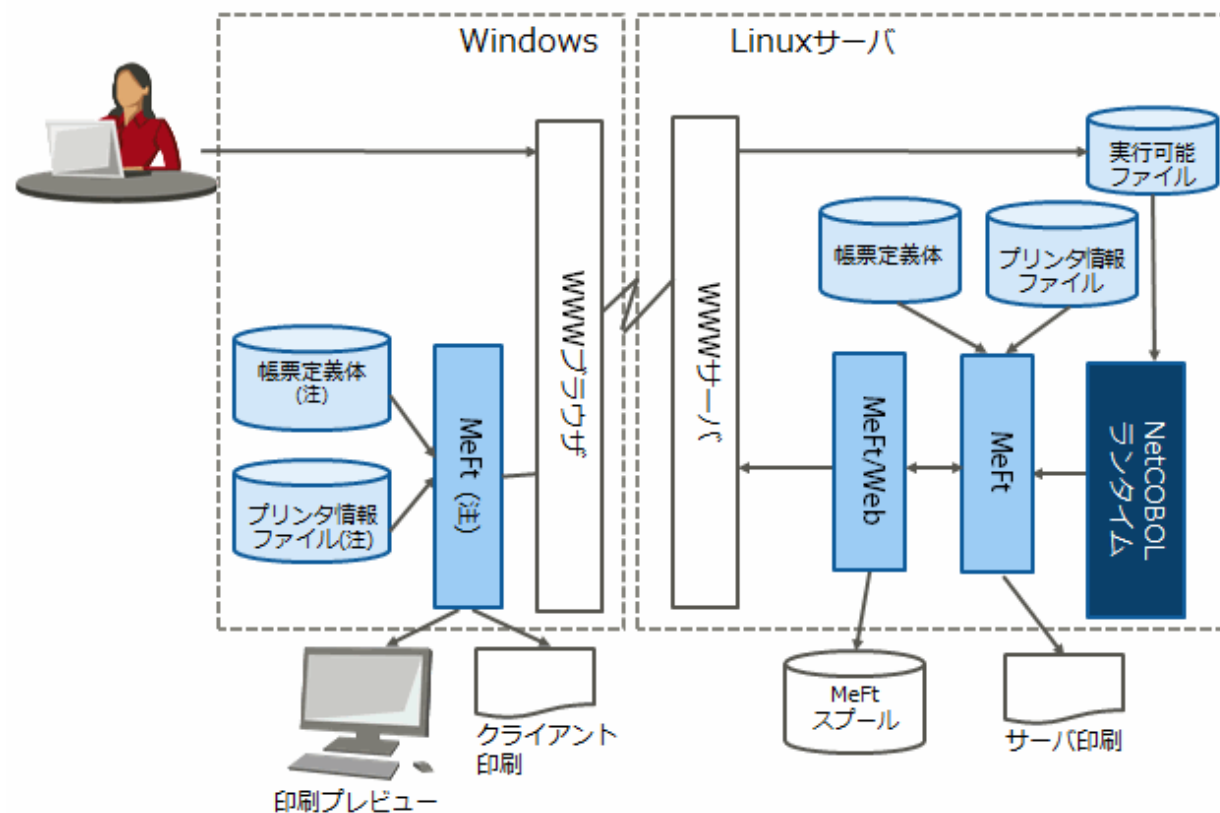 Windows
Linuxサーバ
実行可能
ファイル
帳票定義体
プリンタ情報
ファイル
WWWブラウザ
WWWサーバ
帳票定義体
(注)
プリンタ情報
ファイル(注)
MeFt (注)
MeFt/Web
MeFt
NetCOBOL
ランタイム
MeFt
スプール
サーバ印刷
クライアント
印刷
印刷プレビュー